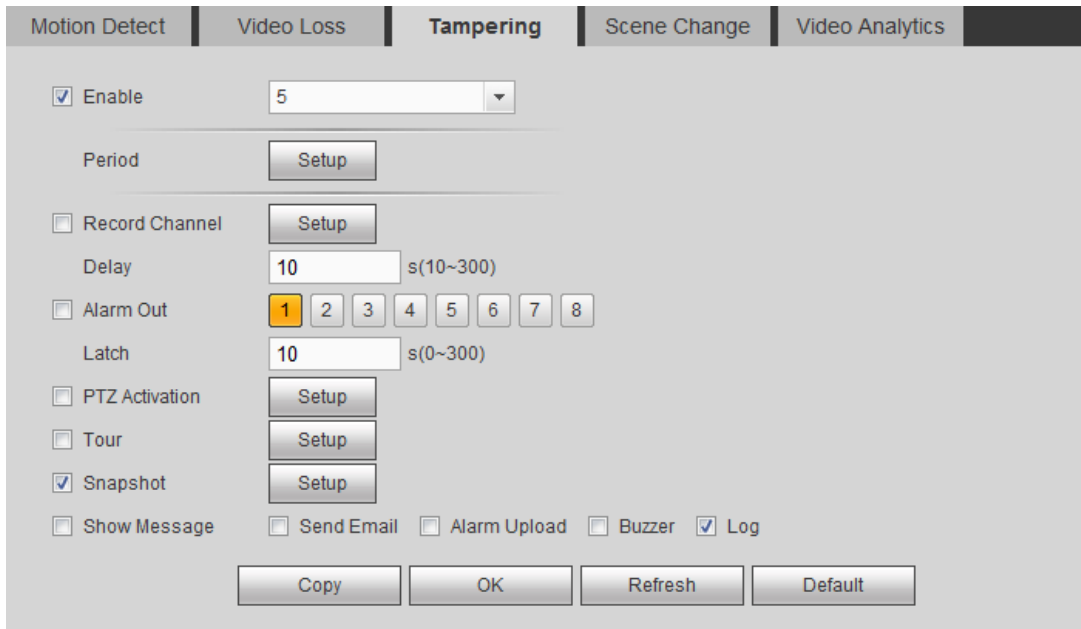 Motion Detect Video Loss Tampering Scene Change Video Analytics
Enable 5
Period Setup
Record Channel Setup
Delay 10 s(10~300)
Alarm Out 1 2 3 4 5 6 7 8
Latch 10 s(0~300)
PTZ Activation Setup
Tour Setup
Snapshot Setup
Show Message Send Email Alarm Upload Buzzer Log
Copy OK Refresh Default